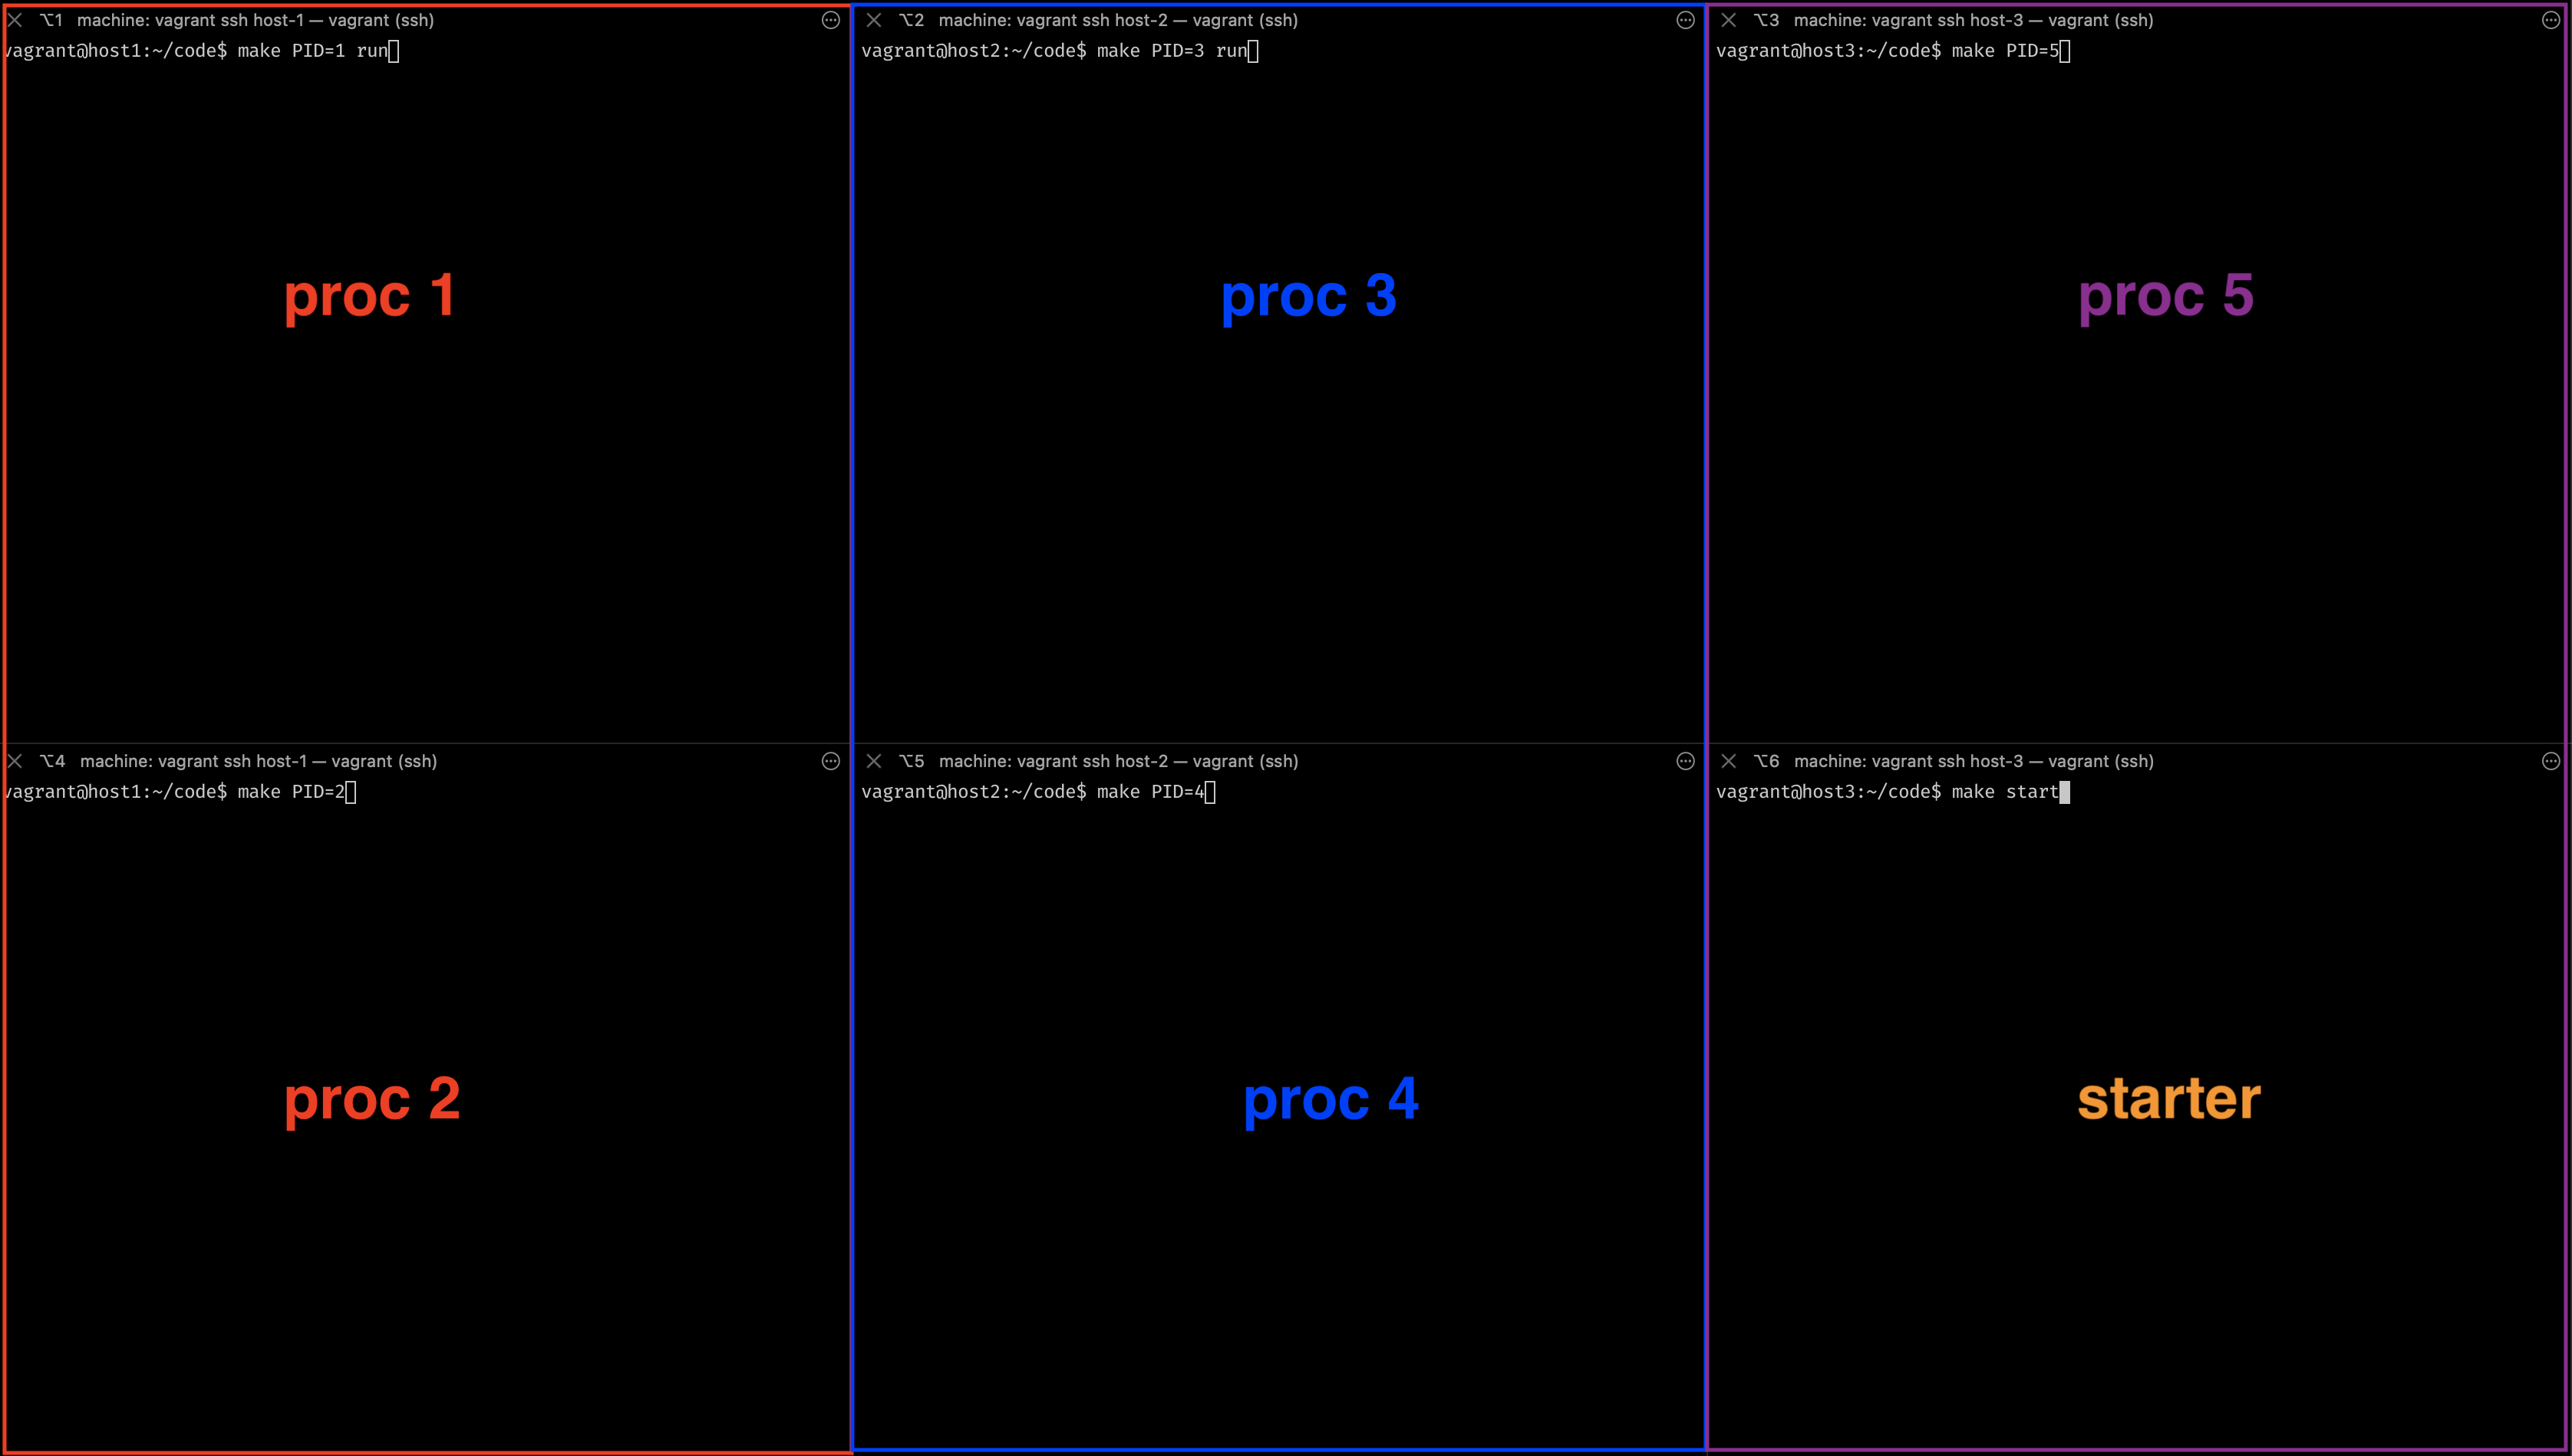 ⌥1 machine: vagrant ssh host-1 — vagrant (ssh)
vagrant@host1:~/code$ make PID=1 run
proc 1
⌥2 machine: vagrant ssh host-2 — vagrant (ssh)
vagrant@host2:~/code$ make PID=3 run
proc 3
⌥3 machine: vagrant ssh host-3 — vagrant (ssh)
vagrant@host3:~/code$ make PID=5
proc 5
⌥4 machine: vagrant ssh host-1 — vagrant (ssh)
vagrant@host1:~/code$ make PID=2
proc 2
⌥5 machine: vagrant ssh host-2 — vagrant (ssh)
vagrant@host2:~/code$ make PID=4
proc 4
⌥6 machine: vagrant ssh host-3 — vagrant (ssh)
vagrant@host3:~/code$ make start
starter